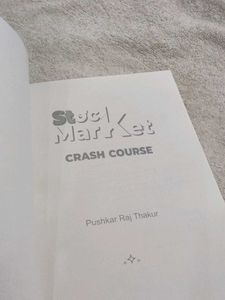 Stock
Market
CRASH COURSE
Pushkar Raj Thakur